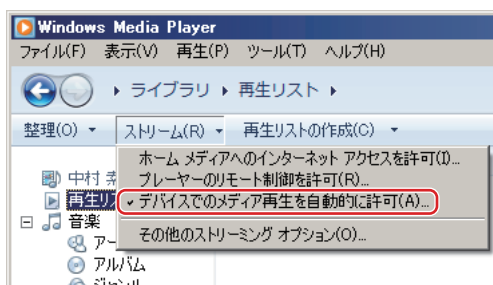 Windows Media Player
ファイル(F) 表示(V) 再生(P) ツール(T) ヘルプ(H)
ライブラリ 再生リスト
整理(O) ストリーム(R) 再生リストの作成(C)
ホーム メディアへのインターネット アクセスを許可(I)...
中村
プレーヤーのリモート制御を許可(R)...
再生リ
デバイスでのメディア再生を自動的に許可(A)...
音楽
その他のストリーミング オプション(O)...
アー
アルバム